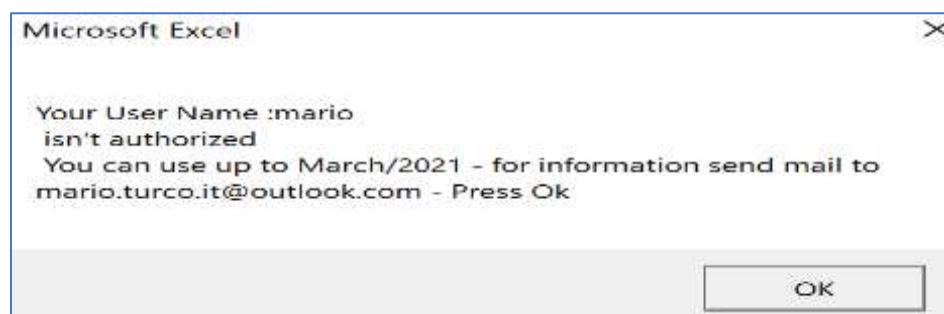 Microsoft Excel
Your User Name :mario
isn't authorized
You can use up to March/2021 - for information send mail to
mario.turco.it@outlook.com - Press Ok
OK